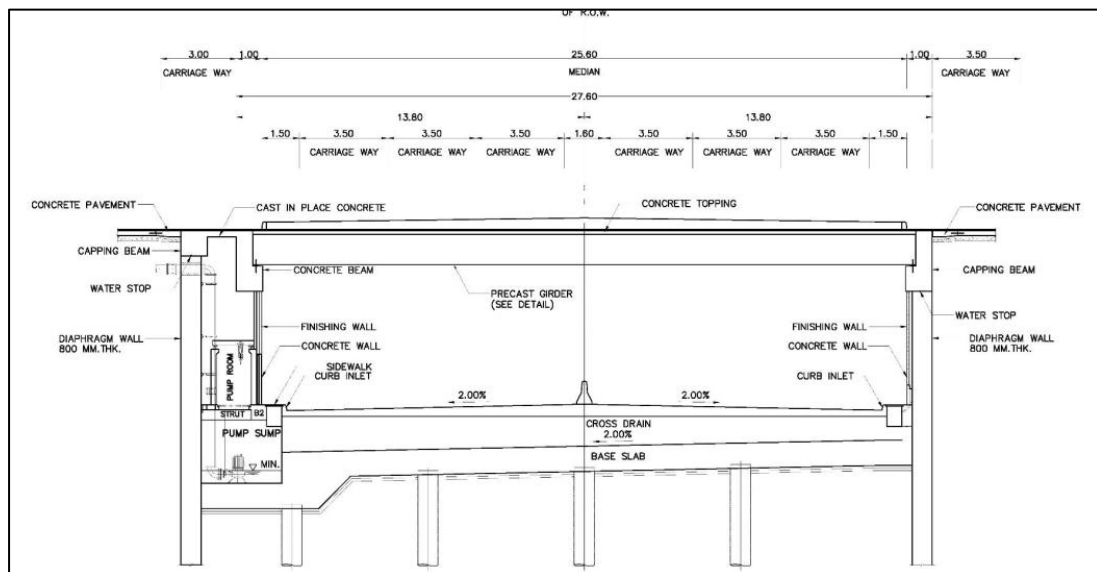 OF R.O.W.
3.00 1.00 25.60 1.00 3.50
CARRIAGE WAY MEDIAN CARRIAGE WAY
27.60
13.80 13.80
1.50 3.50 3.50 3.50 1.60 3.50 3.50 3.50 1.50
CARRIAGE WAY CARRIAGE WAY CARRIAGE WAY CARRIAGE WAY CARRIAGE WAY CARRIAGE WAY
CONCRETE PAVEMENT
CAST IN PLACE CONCRETE
CONCRETE TOPPING
CONCRETE PAVEMENT
CAPPING BEAM
CONCRETE BEAM
CAPPING BEAM
WATER STOP
PRECAST GIRDER
(SEE DETAIL)
WATER STOP
DIAPHRAGM WALL
800 MM.THK.
FINISHING WALL
FINISHING WALL
DIAPHRAGM WALL
800 MM.THK.
CONCRETE WALL
CONCRETE WALL
PUMP ROOM
SIDEWALK
CURB INLET
CURB INLET
2.00% 2.00%
STRUT B2
CROSS DRAIN
PUMP SUMP
2.00%
BASE SLAB
MIN.